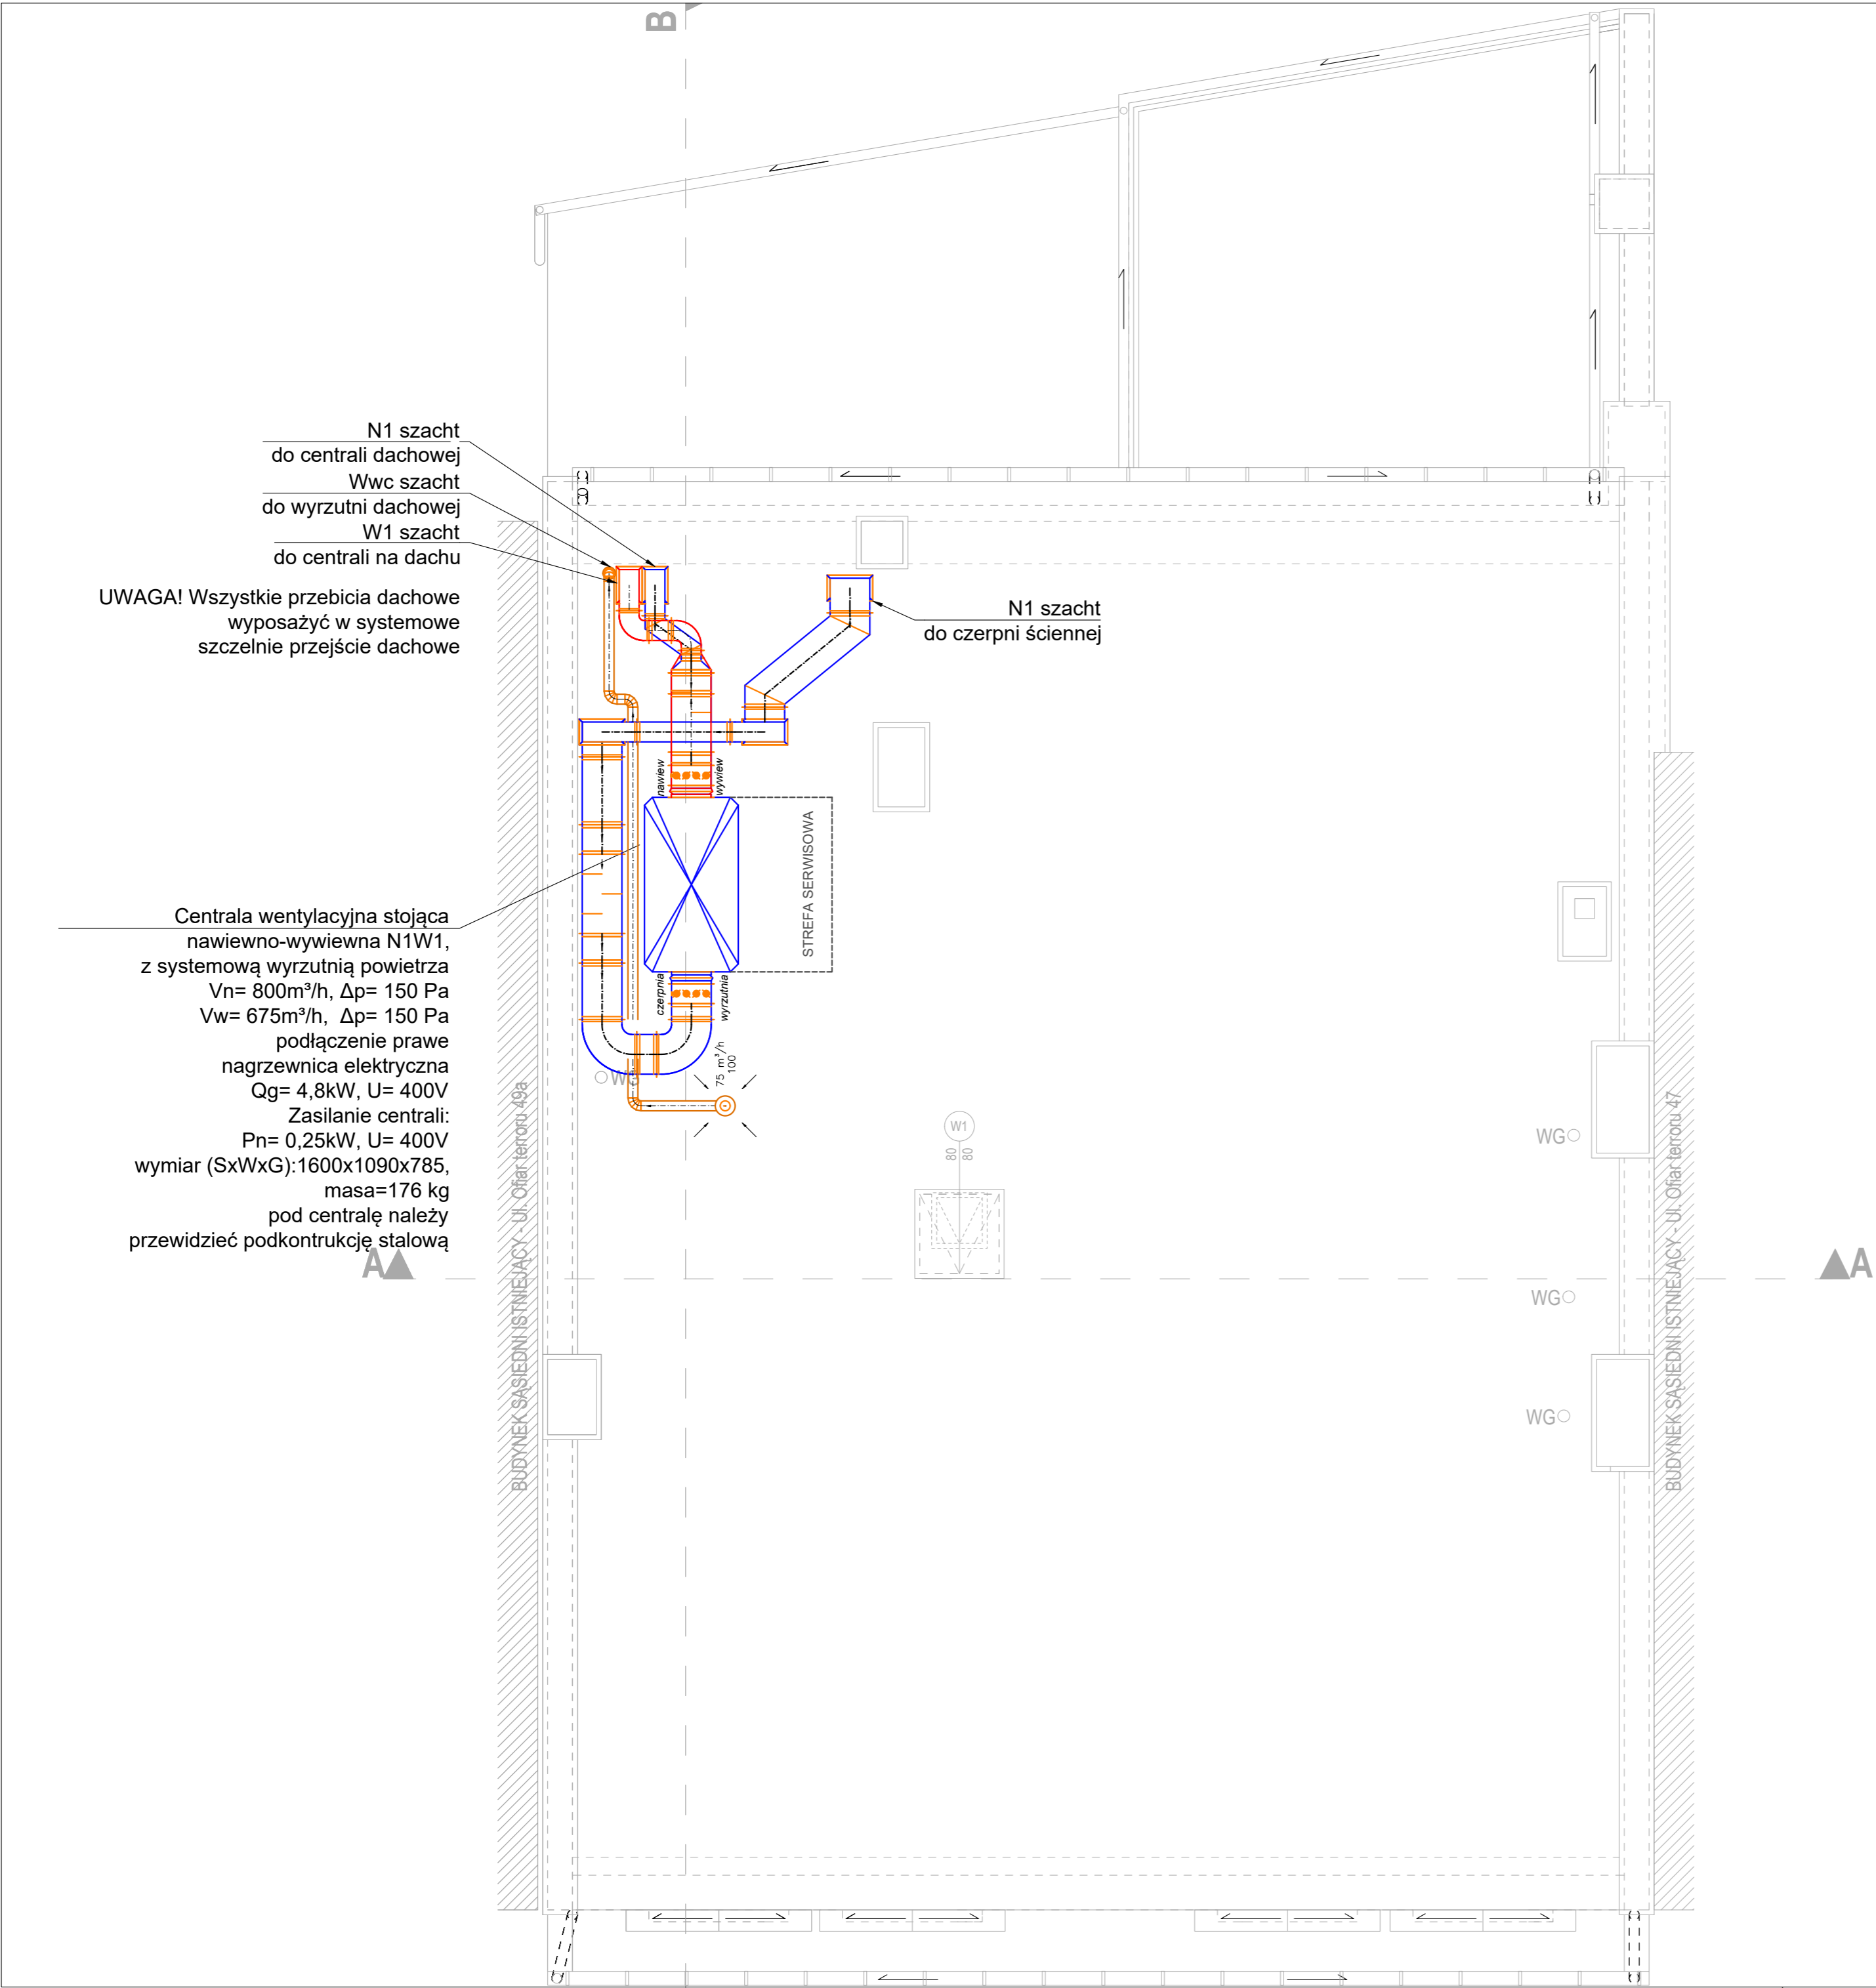 B
N1 szacht
do centrali dachowej
Wwc szacht
do wyrzutni dachowej
W1 szacht
do centrali na dachu
UWAGA! Wszystkie przebicia dachowe
wyposażyć w systemowe
szczelnie przejście dachowe
N1 szacht
do czerpni ściennej
nawiew
wywiew
STREFA SERWISOWA
czerpnia
wyrzutnia
Centrala wentylacyjna stojąca
nawiewno-wywiewna N1W1,
z systemową wyrzutnią powietrza
Vn= 800m³/h, Δp= 150 Pa
Vw= 675m³/h, Δp= 150 Pa
podłączenie prawe
nagrzewnica elektryczna
Qg= 4,8kW, U= 400V
Zasilanie centrali:
Pn= 0,25kW, U= 400V
wymiar (SxWxG):1600x1090x785,
masa=176 kg
pod centralę należy
przewidzieć podkontrukcję stalową
WG
75 m³/h
100
W1
80
80
WG
WG
WG
A
A
BUDYNEK SĄSIEDNI ISTNIEJĄCY - Ul. Ofiar terroru 49a
BUDYNEK SĄSIEDNI ISTNIEJĄCY - Ul. Ofiar terroru 47